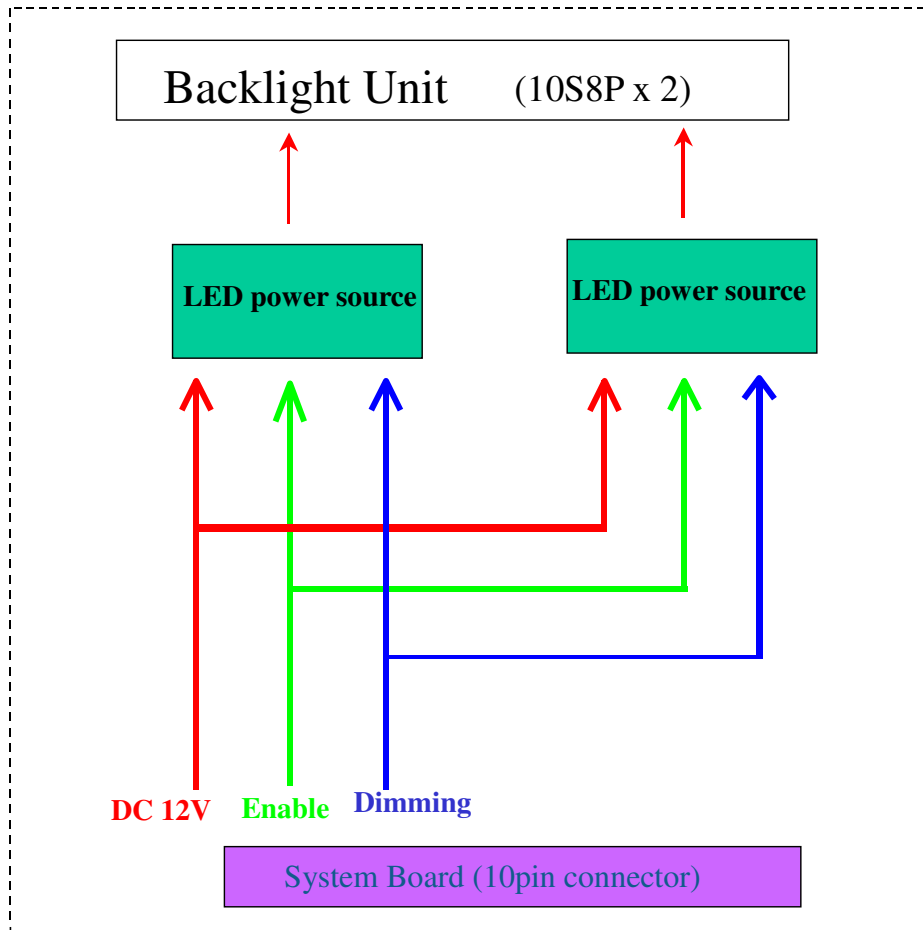 Backlight Unit (10S8P x 2)
LED power source
LED power source
DC 12V
Enable
Dimming
System Board (10pin connector)